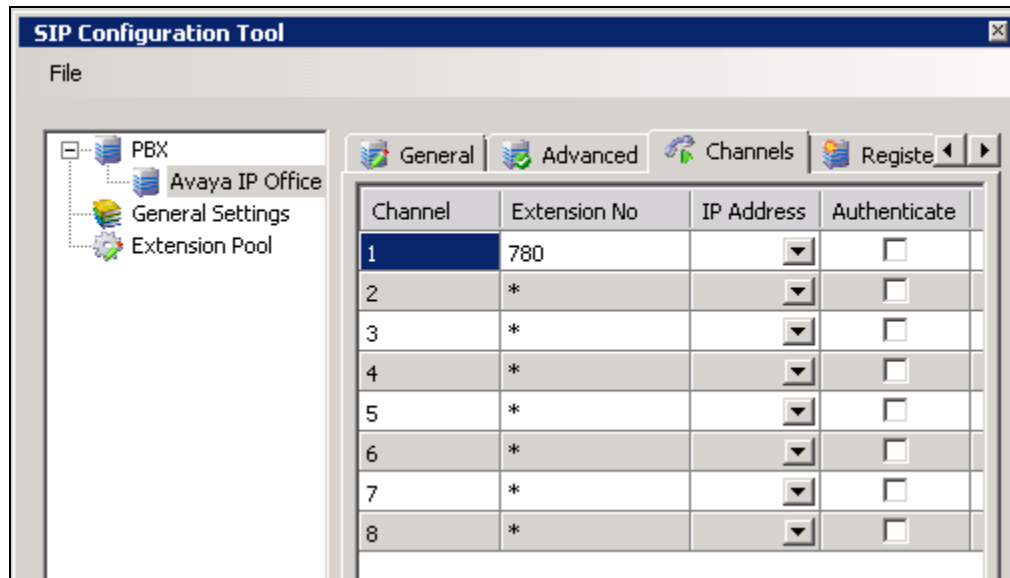 SIP Configuration Tool
File
PBX
Avaya IP Office
General Settings
Extension Pool
General Advanced Channels Registe
Channel Extension No IP Address Authenticate
1 780
2 *
3 *
4 *
5 *
6 *
7 *
8 *